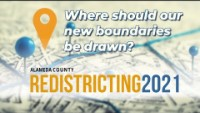 Where should our
new boundaries
be drawn?
ALAMEDA COUNTY
REDISTRICTING2021